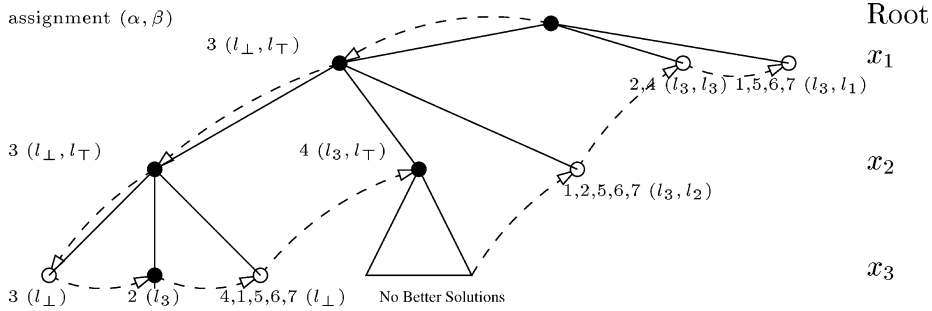 assignment (α, β)
Root
3 (l⊥, l⊤)
x1
2,4 (l3, l3) 1,5,6,7 (l3, l1)
3 (l⊥, l⊤)
4 (l3, l⊤)
x2
1,2,5,6,7 (l3, l2)
x3
3 (l⊥)
2 (l3)
4,1,5,6,7 (l⊥)
No Better Solutions